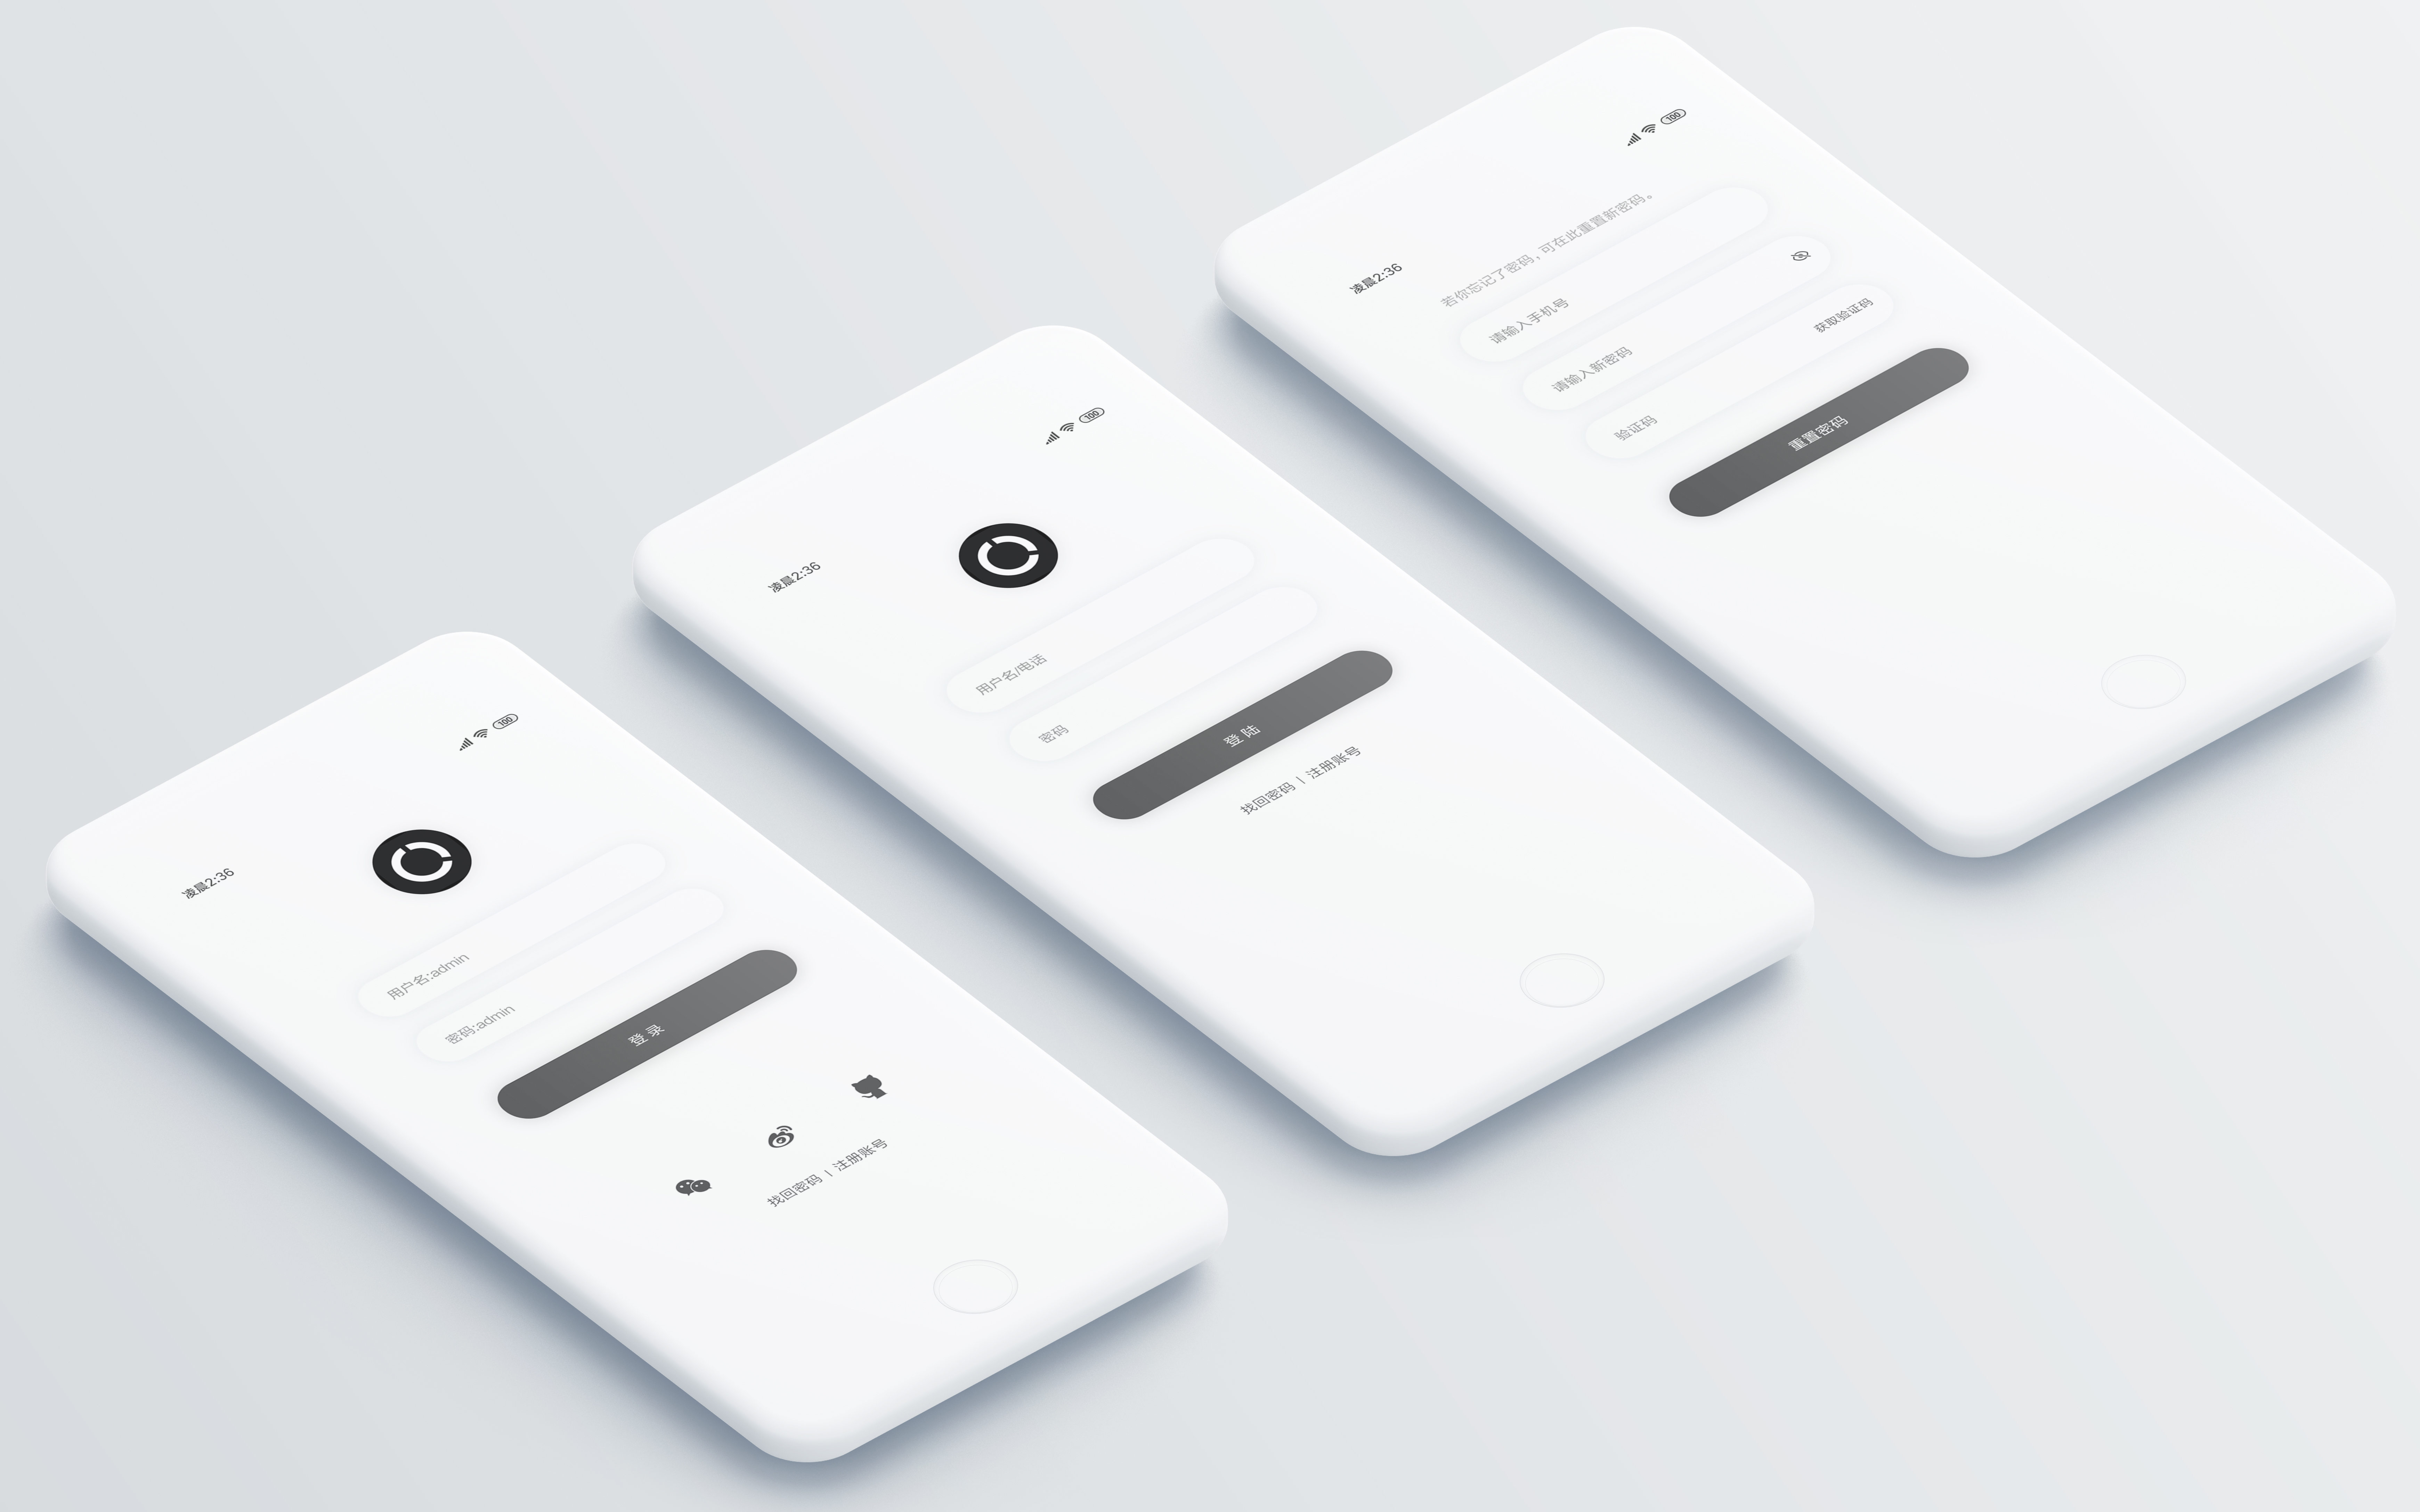 凌晨2:36
100
用户名:admin
密码:admin
登录
找回密码 | 注册账号
凌晨2:36
100
用户名/电话
密码
登陆
找回密码 | 注册账号
凌晨2:36
100
若你忘记了密码，可在此重置新密码。
请输入手机号
请输入新密码
验证码 获取验证码
重置密码